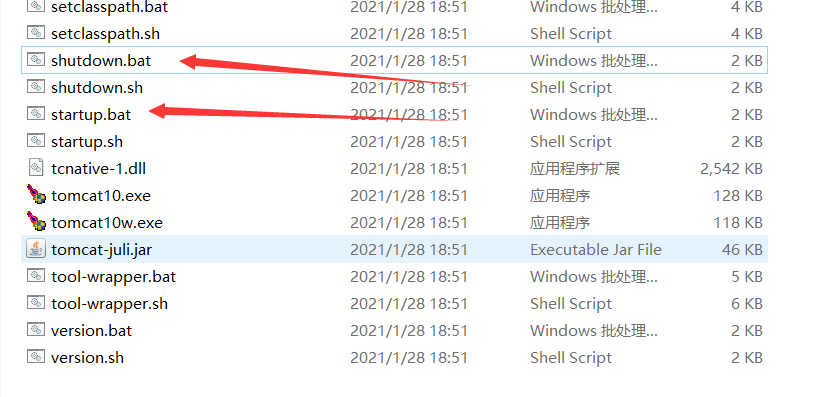 setclasspath.bat 2021/1/28 18:51 Windows 批处理... 4 KB
setclasspath.sh 2021/1/28 18:51 Shell Script 4 KB
shutdown.bat 2021/1/28 18:51 Windows 批处理... 2 KB
shutdown.sh 2021/1/28 18:51 Shell Script 2 KB
startup.bat 2021/1/28 18:51 Windows 批处理... 2 KB
startup.sh 2021/1/28 18:51 Shell Script 2 KB
tcnative-1.dll 2021/1/28 18:51 应用程序扩展 2,542 KB
tomcat10.exe 2021/1/28 18:51 应用程序 128 KB
tomcat10w.exe 2021/1/28 18:51 应用程序 118 KB
tomcat-juli.jar 2021/1/28 18:51 Executable Jar File 46 KB
tool-wrapper.bat 2021/1/28 18:51 Windows 批处理... 5 KB
tool-wrapper.sh 2021/1/28 18:51 Shell Script 6 KB
version.bat 2021/1/28 18:51 Windows 批处理... 2 KB
version.sh 2021/1/28 18:51 Shell Script 2 KB